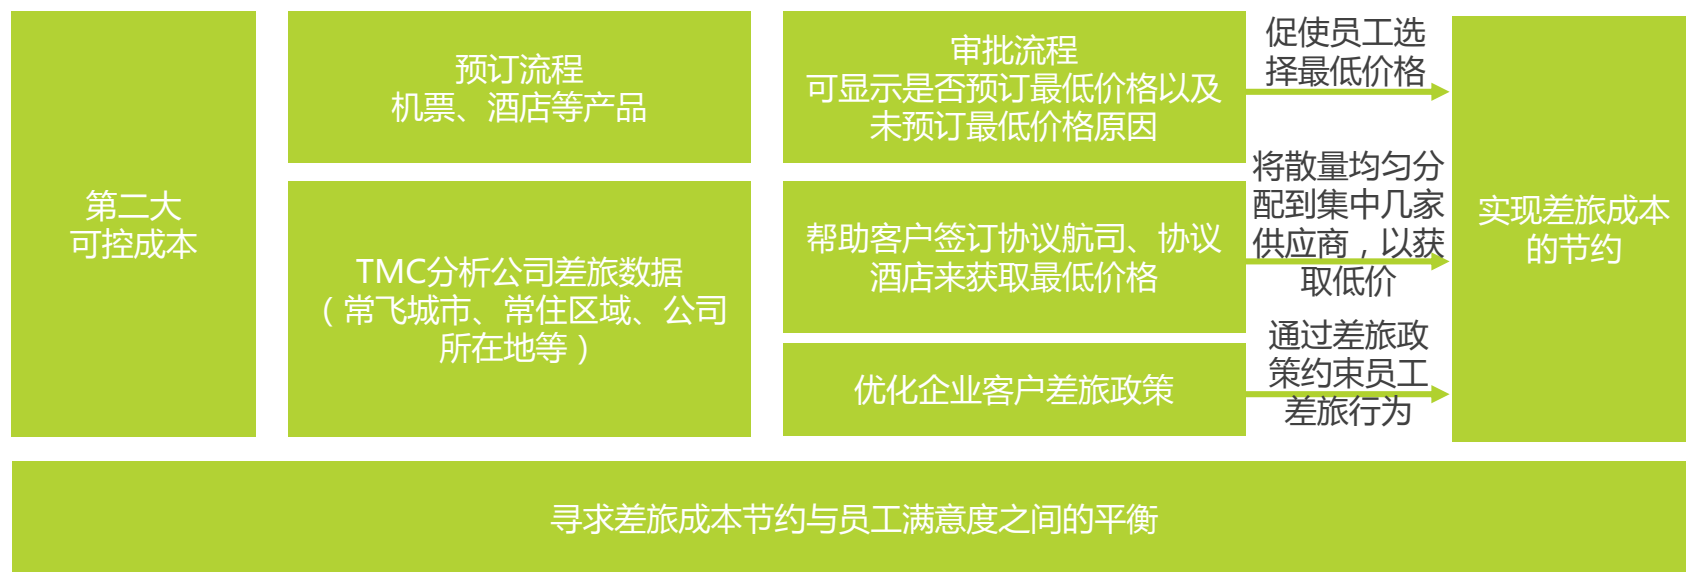 第二大
可控成本
预订流程
机票、酒店等产品
TMC分析公司差旅数据
（常飞城市、常住区域、公司
所在地等）
审批流程
可显示是否预订最低价格以及
未预订最低价格原因
帮助客户签订协议航司、协议
酒店来获取最低价格
优化企业客户差旅政策
促使员工选
择最低价格
将散量均匀分
配到集中几家
供应商，以获
取低价
通过差旅政
策约束员工
差旅行为
实现差旅成本
的节约
寻求差旅成本节约与员工满意度之间的平衡